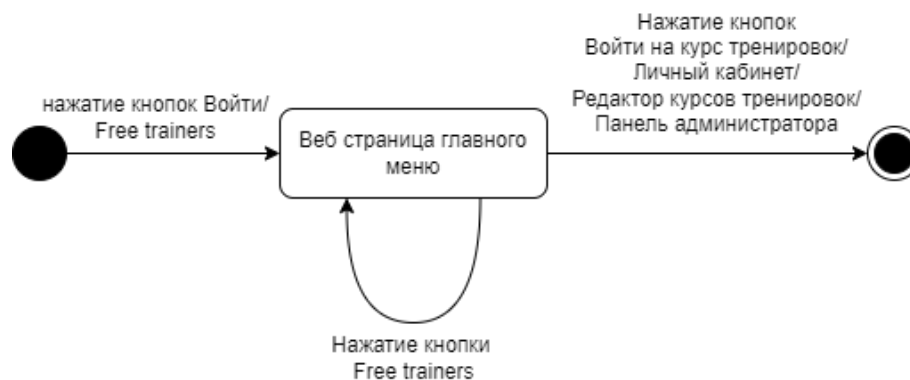 нажатие кнопок Войти/
Free trainers
Веб страница главного
меню
Нажатие кнопок
Войти на курс тренировок/
Личный кабинет/
Редактор курсов тренировок/
Панель администратора
Нажатие кнопки
Free trainers